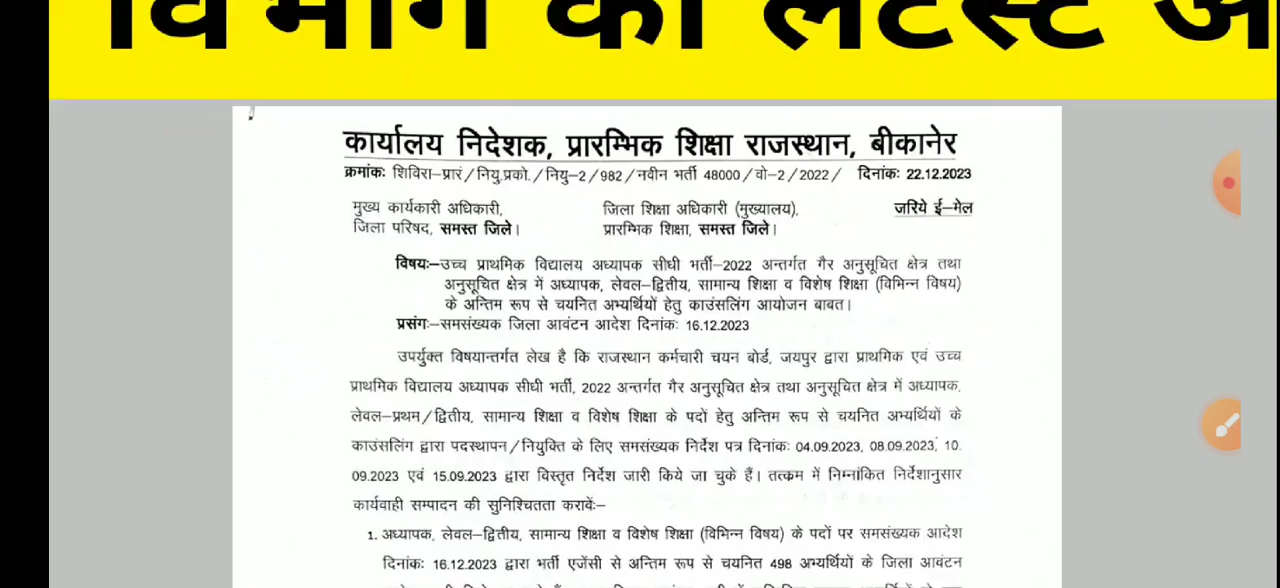 विभाग की लेटेस्ट
कार्यालय निदेशक, प्रारम्भिक शिक्षा राजस्थान, बीकानेर
क्रमांकः शिविरा–प्रारं/नियु.प्रको./नियु–2/982/नवीन भर्ती 48000/वो–2/2022/ दिनांकः 22.12.2023
मुख्य कार्यकारी अधिकारी, जिला शिक्षा अधिकारी (मुख्यालय), जरिये ई–मेल
जिला परिषद, समस्त जिले। प्रारम्भिक शिक्षा, समस्त जिले।
विषयः–उच्च प्राथमिक विद्यालय अध्यापक सीधी भर्ती–2022 अन्तर्गत गैर अनुसूचित क्षेत्र तथा
अनुसूचित क्षेत्र में अध्यापक, लेवल–द्वितीय, सामान्य शिक्षा व विशेष शिक्षा (विभिन्न विषय)
के अन्तिम रूप से चयनित अभ्यर्थियों हेतु काउंसलिंग आयोजन बाबत।
प्रसंगः–समसंख्यक जिला आवंटन आदेश दिनांकः 16.12.2023
उपर्युक्त विषयान्तर्गत लेख है कि राजस्थान कर्मचारी चयन बोर्ड, जयपुर द्वारा प्राथमिक एवं उच्च
प्राथमिक विद्यालय अध्यापक सीधी भर्ती, 2022 अन्तर्गत गैर अनुसूचित क्षेत्र तथा अनुसूचित क्षेत्र में अध्यापक,
लेवल–प्रथम/द्वितीय, सामान्य शिक्षा व विशेष शिक्षा के पदों हेतु अन्तिम रूप से चयनित अभ्यर्थियों के
काउंसलिंग द्वारा पदस्थापन/नियुक्ति के लिए समसंख्यक निर्देश पत्र दिनांकः 04.09.2023, 08.09.2023, 10.
09.2023 एवं 15.09.2023 द्वारा विस्तृत निर्देश जारी किये जा चुके हैं। तत्क्रम में निम्नांकित निर्देशानुसार
कार्यवाही सम्पादन की सुनिश्चितता करावेंः–
1. अध्यापक, लेवल–द्वितीय, सामान्य शिक्षा व विशेष शिक्षा (विभिन्न विषय) के पदों पर समसंख्यक आदेश
दिनांकः 16.12.2023 द्वारा भर्ती एजेंसी से अन्तिम रूप से चयनित 498 अभ्यर्थियों के जिला आवंटन